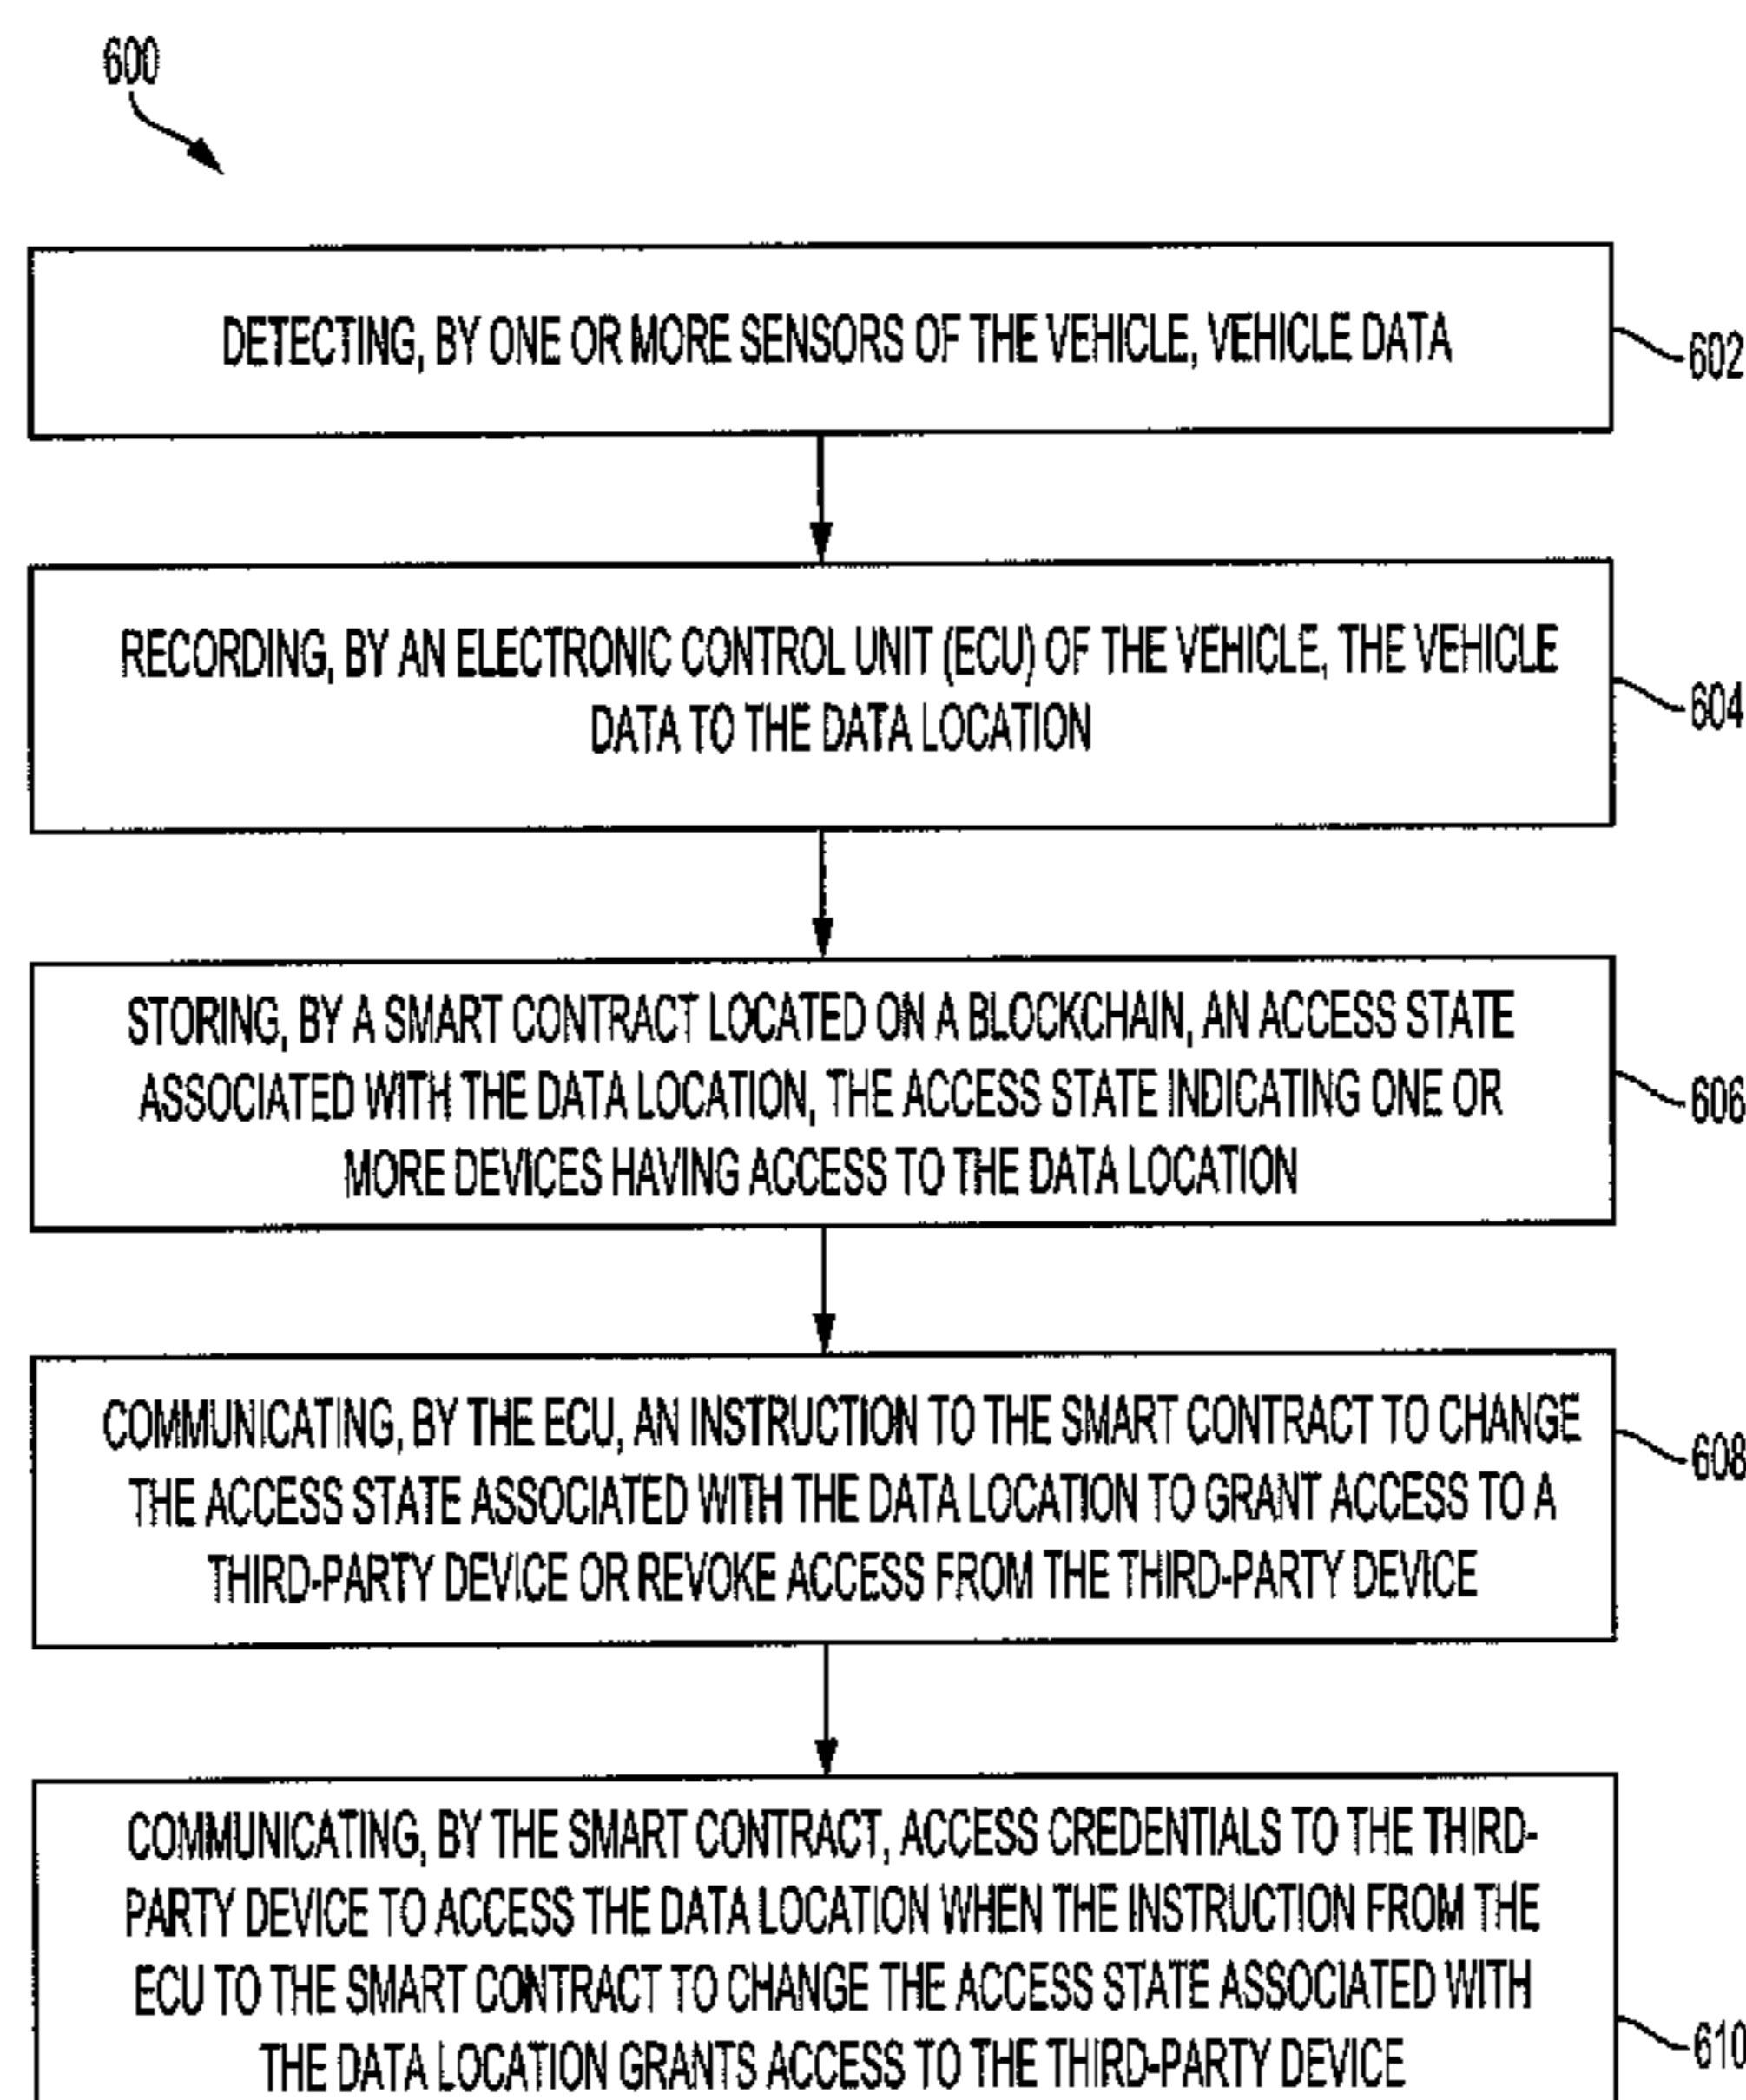 600
DETECTING, BY ONE OR MORE SENSORS OF THE VEHICLE, VEHICLE DATA
602
RECORDING, BY AN ELECTRONIC CONTROL UNIT (ECU) OF THE VEHICLE, THE VEHICLE
DATA TO THE DATA LOCATION
604
STORING, BY A SMART CONTRACT LOCATED ON A BLOCKCHAIN, AN ACCESS STATE
ASSOCIATED WITH THE DATA LOCATION, THE ACCESS STATE INDICATING ONE OR
MORE DEVICES HAVING ACCESS TO THE DATA LOCATION
606
COMMUNICATING, BY THE ECU, AN INSTRUCTION TO THE SMART CONTRACT TO CHANGE
THE ACCESS STATE ASSOCIATED WITH THE DATA LOCATION TO GRANT ACCESS TO A
THIRD-PARTY DEVICE OR REVOKE ACCESS FROM THE THIRD-PARTY DEVICE
608
COMMUNICATING, BY THE SMART CONTRACT, ACCESS CREDENTIALS TO THE THIRD-
PARTY DEVICE TO ACCESS THE DATA LOCATION WHEN THE INSTRUCTION FROM THE
ECU TO THE SMART CONTRACT TO CHANGE THE ACCESS STATE ASSOCIATED WITH
THE DATA LOCATION GRANTS ACCESS TO THE THIRD-PARTY DEVICE
610